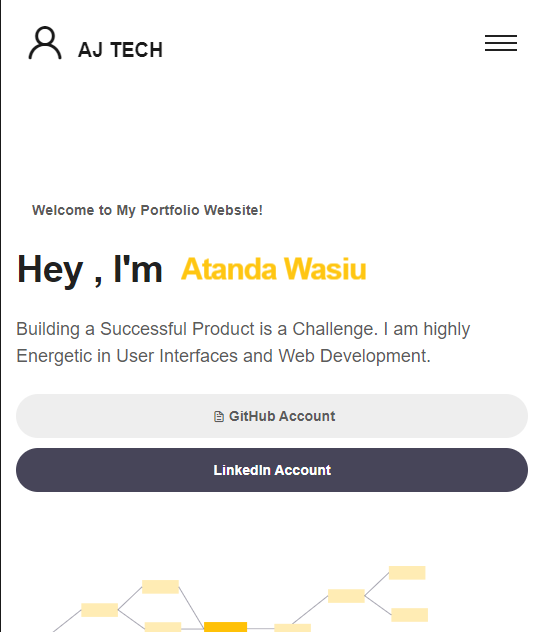 AJ TECH
Welcome to My Portfolio Website!
Hey , I'm Atanda Wasiu
Building a Successful Product is a Challenge. I am highly
Energetic in User Interfaces and Web Development.
GitHub Account
LinkedIn Account